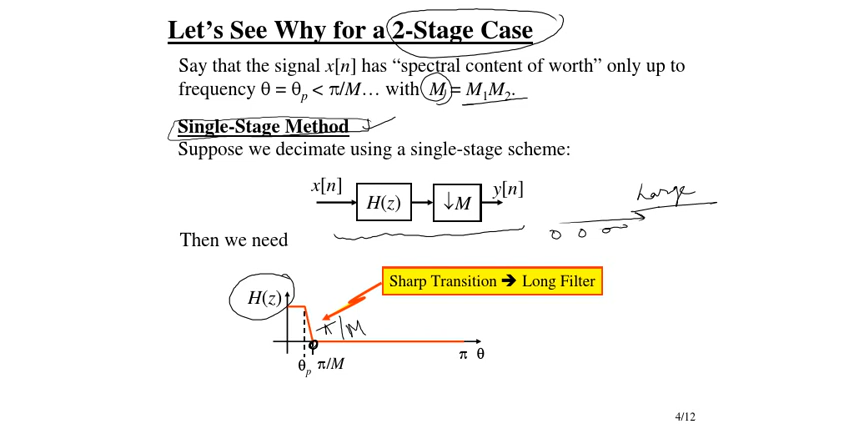 Let's See Why for a 2-Stage Case
Say that the signal x[n] has “spectral content of worth” only up to
frequency θ = θp < π/M… with M = M1M2.
Single-Stage Method
Suppose we decimate using a single-stage scheme:
x[n] H(z) ↓M y[n]
Large
Then we need
Sharp Transition ➔ Long Filter
H(z)
π/M
θp π/M π θ
4/12